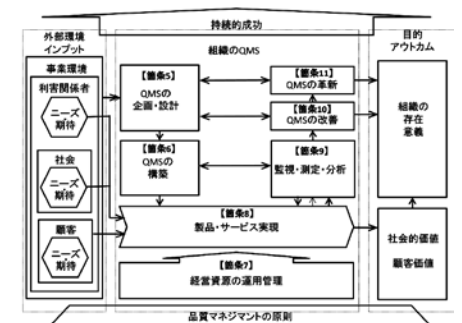 持続的成功
外部環境
インプット
組織のQMS
目的
アウトカム
事業環境
利害関係者
ニーズ・
期待
社会
ニーズ・
期待
顧客
ニーズ・
期待
【箇条5】
QMSの
企画・設計
【箇条6】
QMSの
構築
【箇条11】
QMSの革新
【箇条10】
QMSの改善
【箇条9】
監視・測定・分析
【箇条8】
製品・サービス実現
【箇条7】
経営資源の運用管理
組織の
存在
意義
社会的価値
顧客価値
品質マネジマントの原則